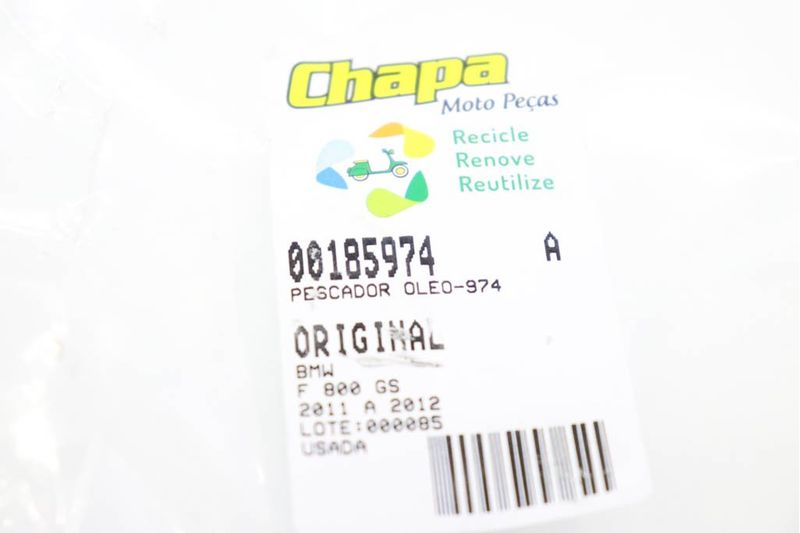 Chapa
Moto Peças
Recicle
Renove
Reutilize
00185974 A
PESCADOR OLEO-974
ORIGINAL
BMW
F 800 GS
2011 A 2012
LOTE:000085
USADA